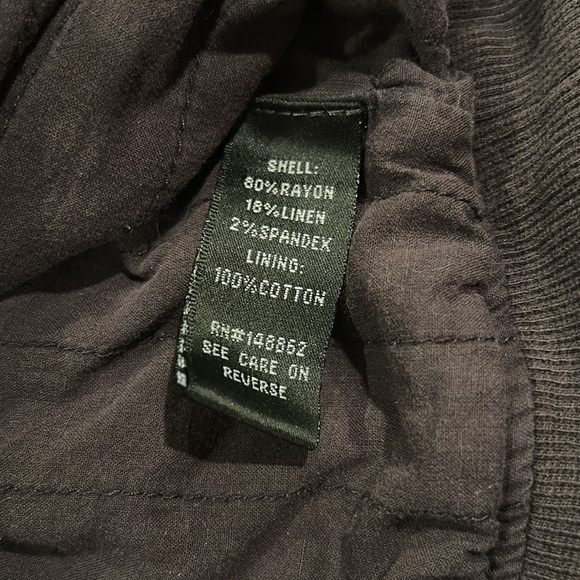 SHELL:
80%RAYON
18%LINEN
2%SPANDEX
LINING:
100%COTTON
RN#148862
SEE CARE ON
REVERSE